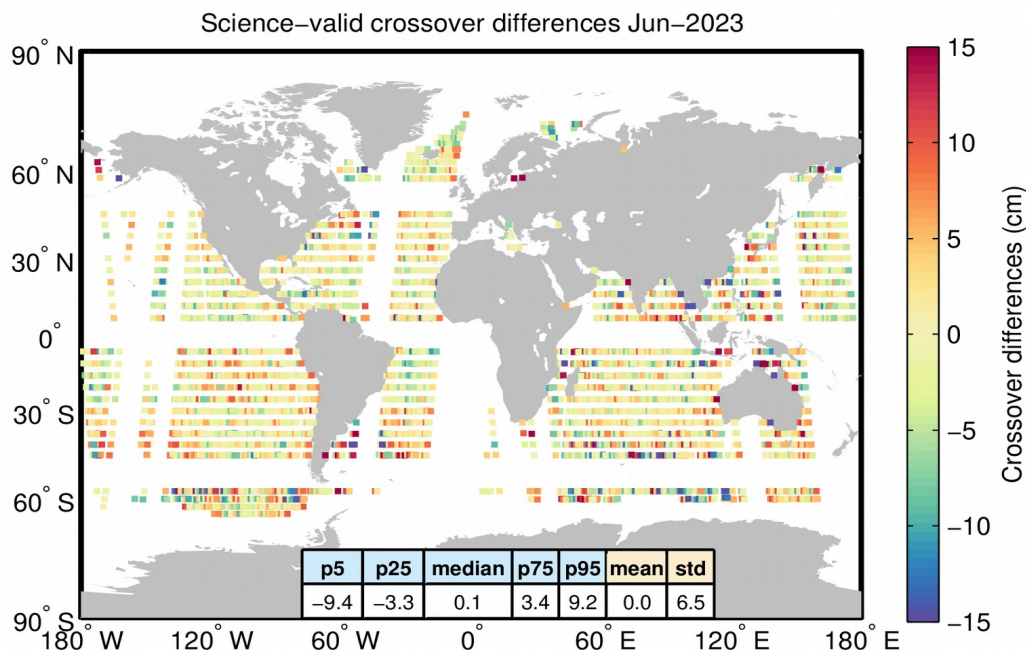 Science−valid crossover differences Jun−2023
90° N
60° N
30° N
0°
30° S
60° S
90° S
180° W
120° W
60° W
0°
60° E
120° E
180° E
p5 p25 median p75 p95 mean std
−9.4 −3.3 0.1 3.4 9.2 0.0 6.5
15
10
5
0
−5
−10
−15
Crossover differences (cm)